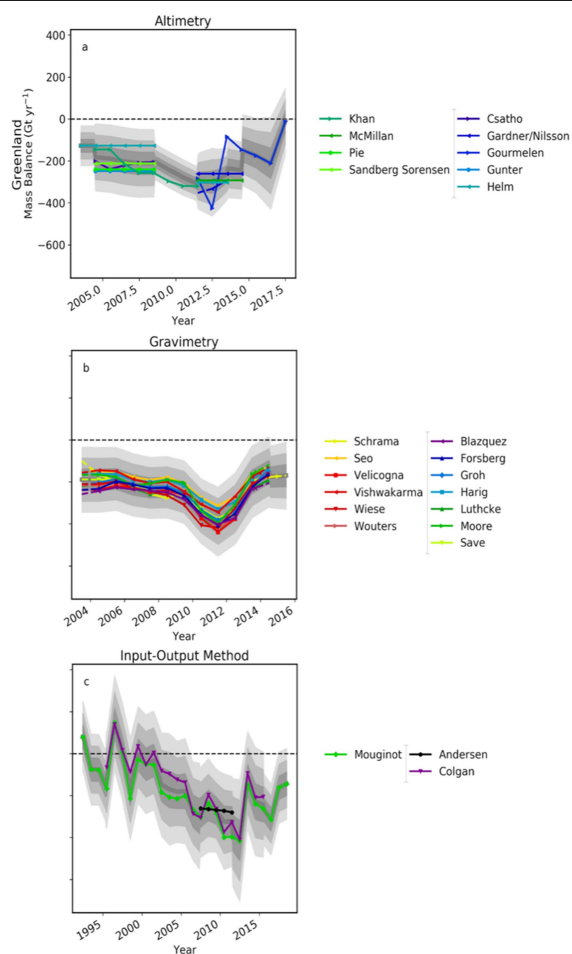 Altimetry
a
400
200
0
−200
−400
−600
Greenland
Mass Balance (Gt yr⁻¹)
2005.0
2007.5
2010.0
2012.5
2015.0
2017.5
Year
Khan
McMillan
Pie
Sandberg Sorensen
Csatho
Gardner/Nilsson
Gourmelen
Gunter
Helm
Gravimetry
b
2004
2006
2008
2010
2012
2014
2016
Year
Schrama
Seo
Velicogna
Vishwakarma
Wiese
Wouters
Blazquez
Forsberg
Groh
Harig
Luthcke
Moore
Save
Input-Output Method
c
1995
2000
2005
2010
2015
Year
Mouginot
Andersen
Colgan